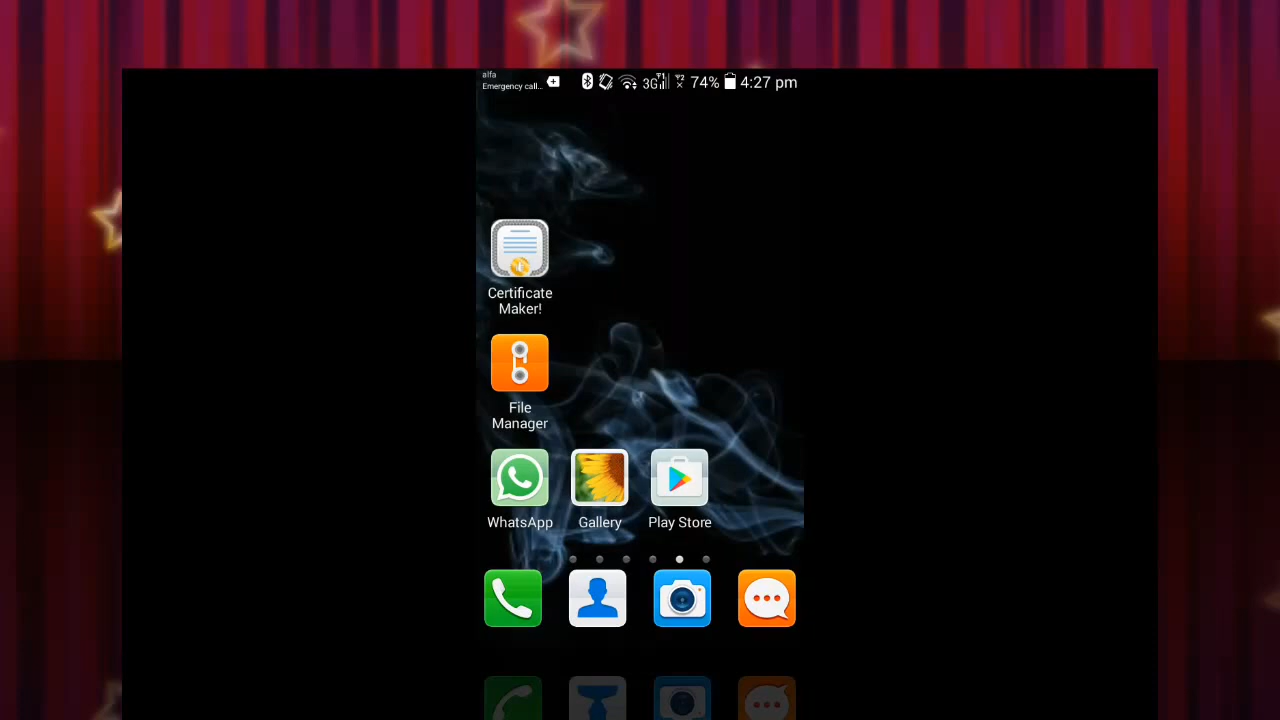 alfa
Emergency call...
3G 74% 4:27 pm
Certificate
Maker!
File
Manager
WhatsApp Gallery Play Store